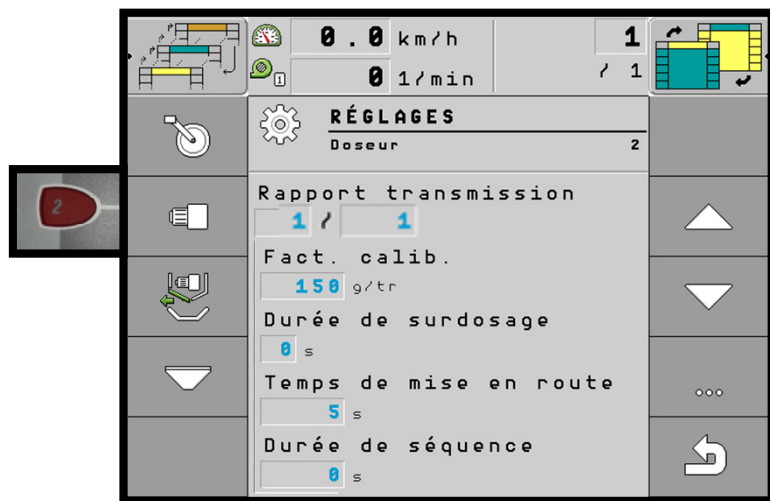 0.0 km/h
1
1
0 1/min
/ 1
RÉGLAGES
Doseur 2
2
Rapport transmission
1 / 1
Fact. calib.
150 g/tr
Durée de surdosage
0 s
Temps de mise en route
5 s
Durée de séquence
0 s